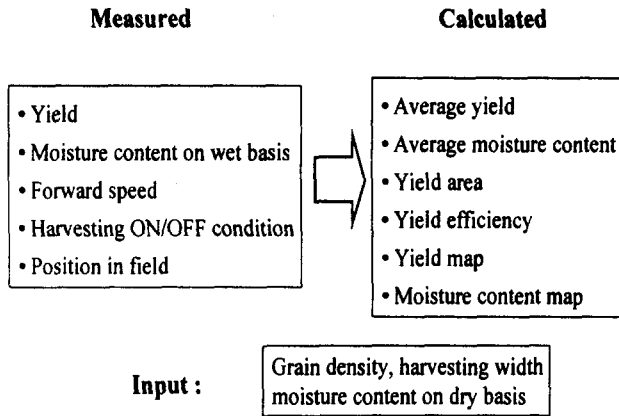 Measured
Calculated
• Yield
• Moisture content on wet basis
• Forward speed
• Harvesting ON/OFF condition
• Position in field
• Average yield
• Average moisture content
• Yield area
• Yield efficiency
• Yield map
• Moisture content map
Input :
Grain density, harvesting width
moisture content on dry basis